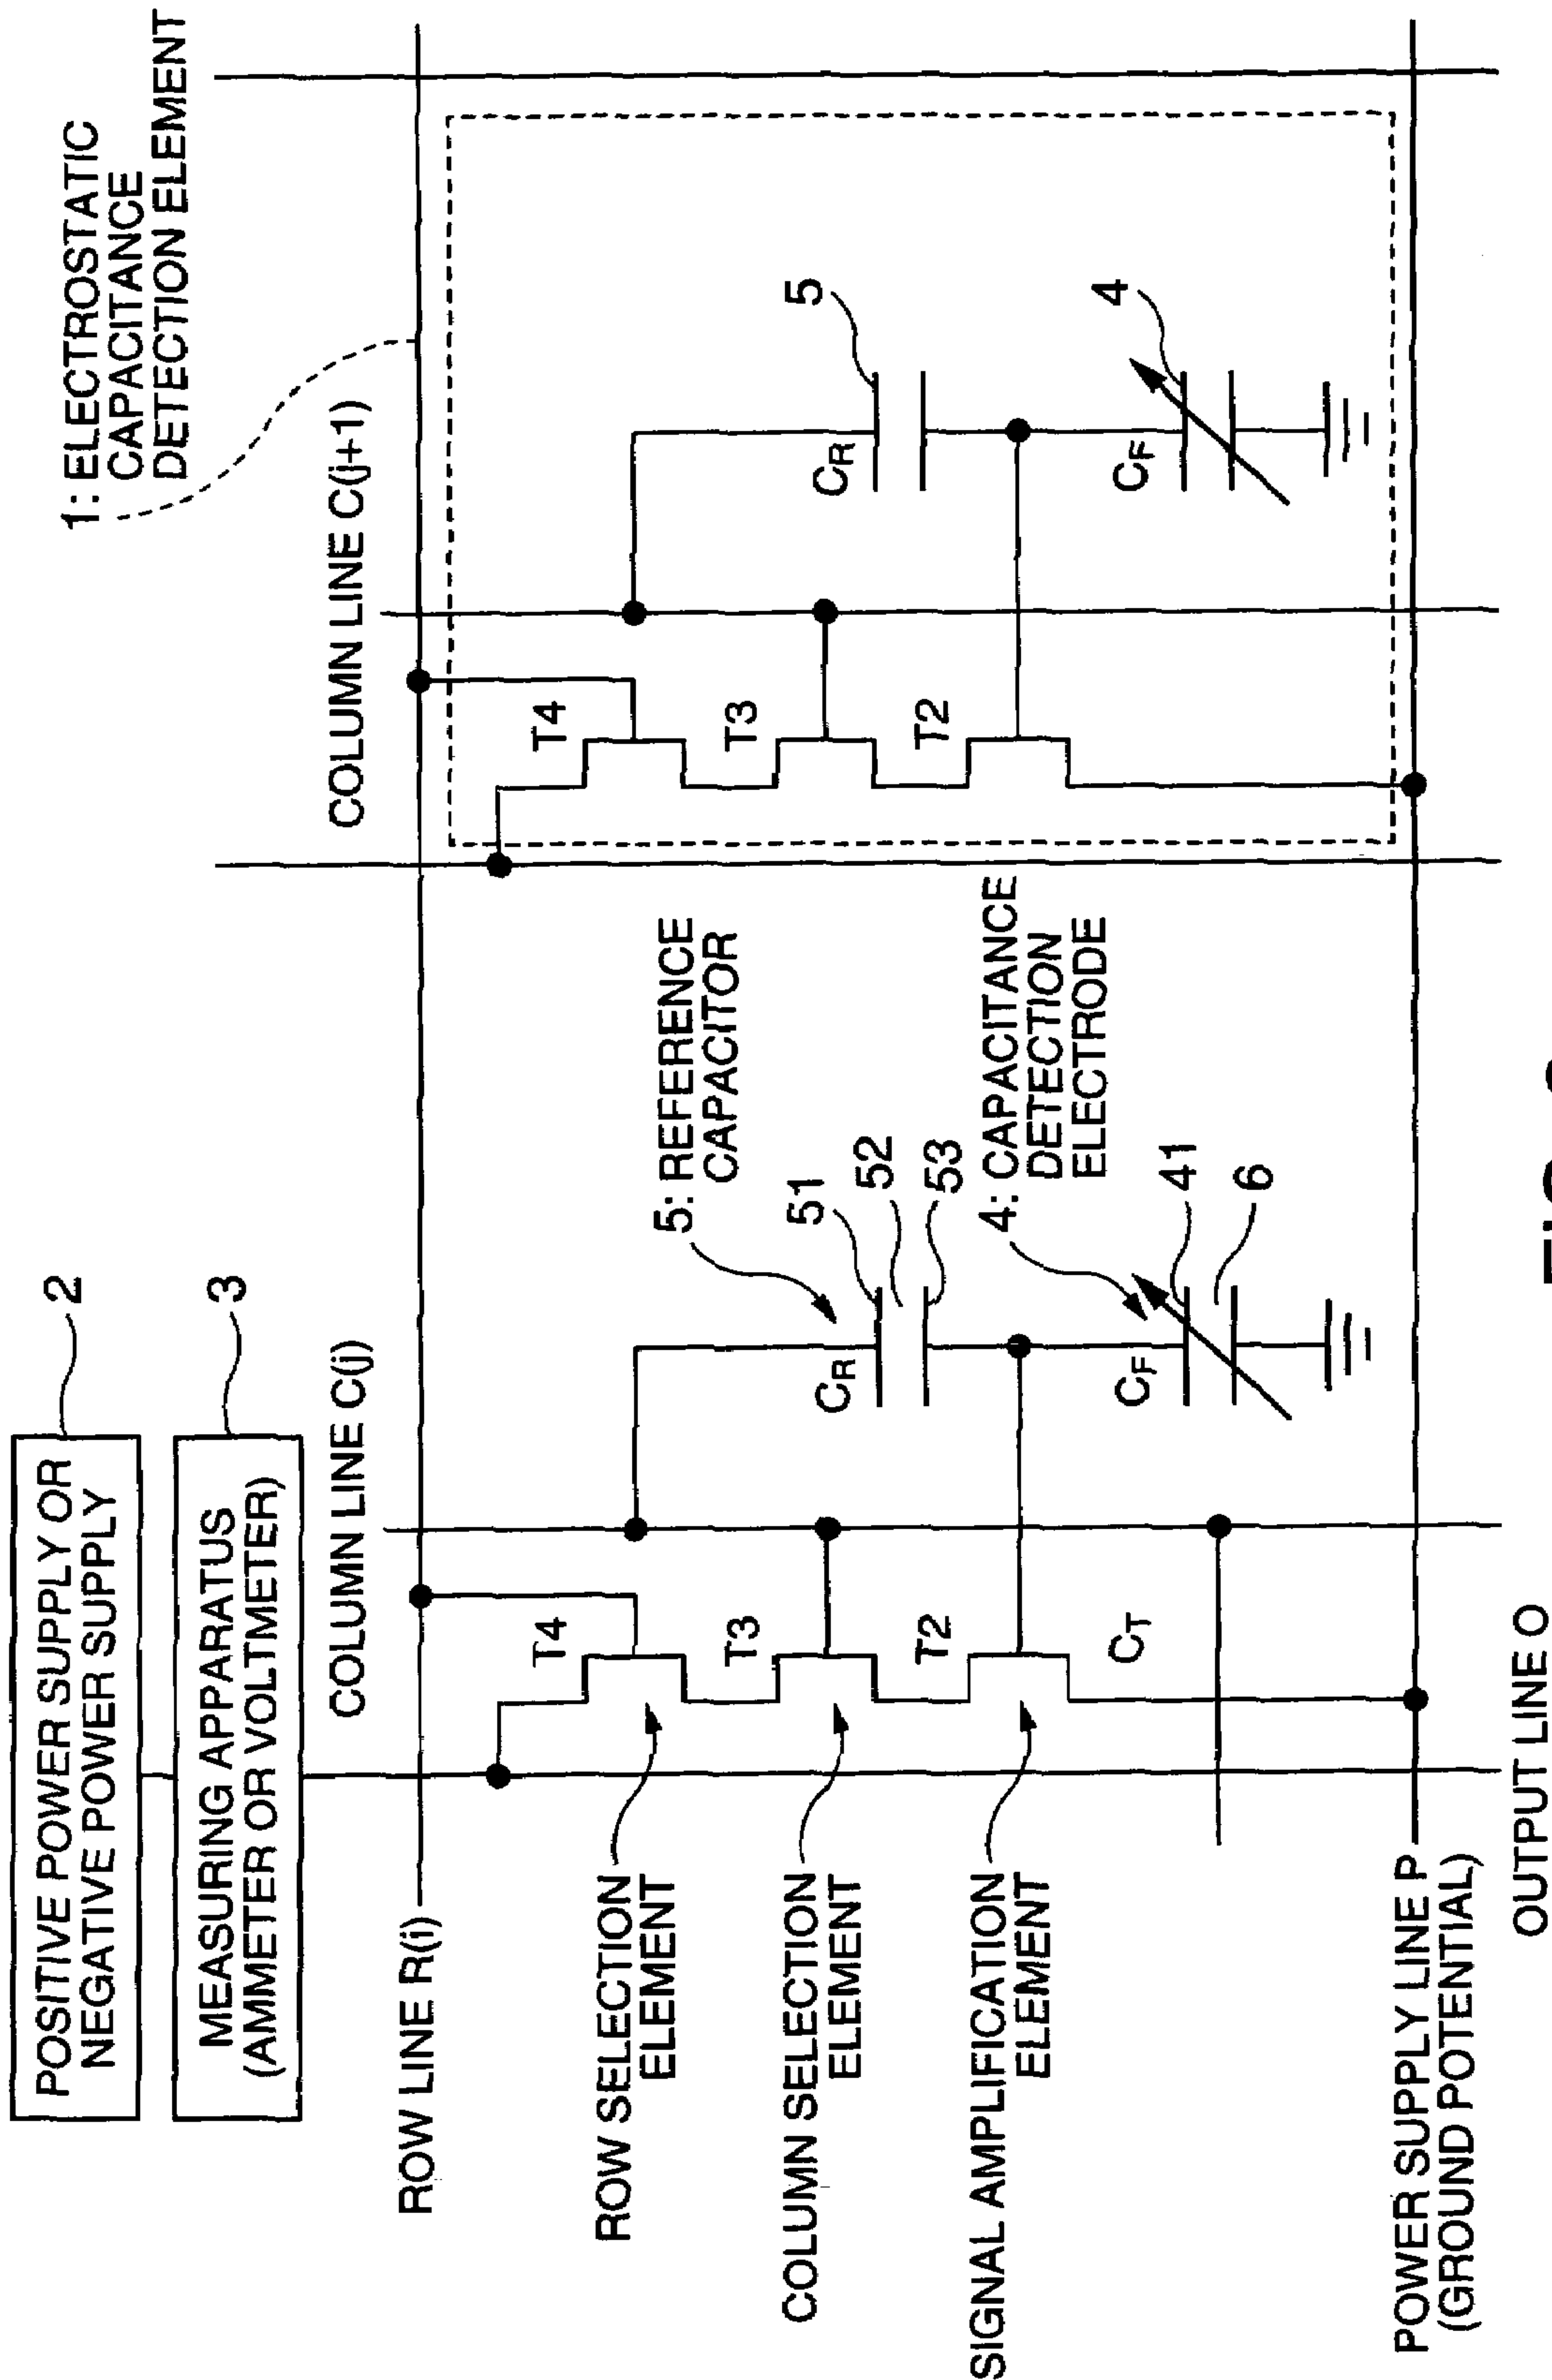 POSITIVE POWER SUPPLY OR
NEGATIVE POWER SUPPLY
2
MEASURING APPARATUS
(AMMETER OR VOLTMETER)
3
1: ELECTROSTATIC
CAPACITANCE
DETECTION ELEMENT
COLUMN LINE C(j)
COLUMN LINE C(j+1)
ROW LINE R(i)
ROW SELECTION
ELEMENT
T4
T4
5: REFERENCE
CAPACITOR
COLUMN SELECTION
ELEMENT
T3
CR
51
52
53
T3
CR
5
SIGNAL AMPLIFICATION
ELEMENT
T2
4: CAPACITANCE
DETECTION
ELECTRODE
T2
CT
CF
41
6
CF
4
POWER SUPPLY LINE P
(GROUND POTENTIAL)
OUTPUT LINE O